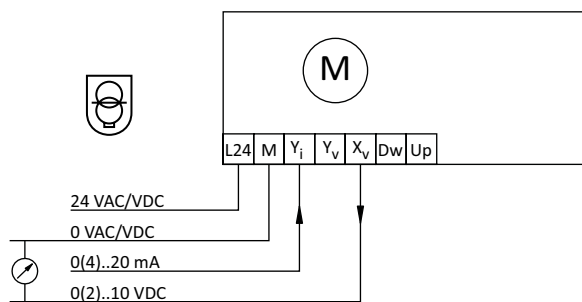 M
L24 M Yi Yv Xv Dw Up
24 VAC/VDC
0 VAC/VDC
0(4)..20 mA
0(2)..10 VDC